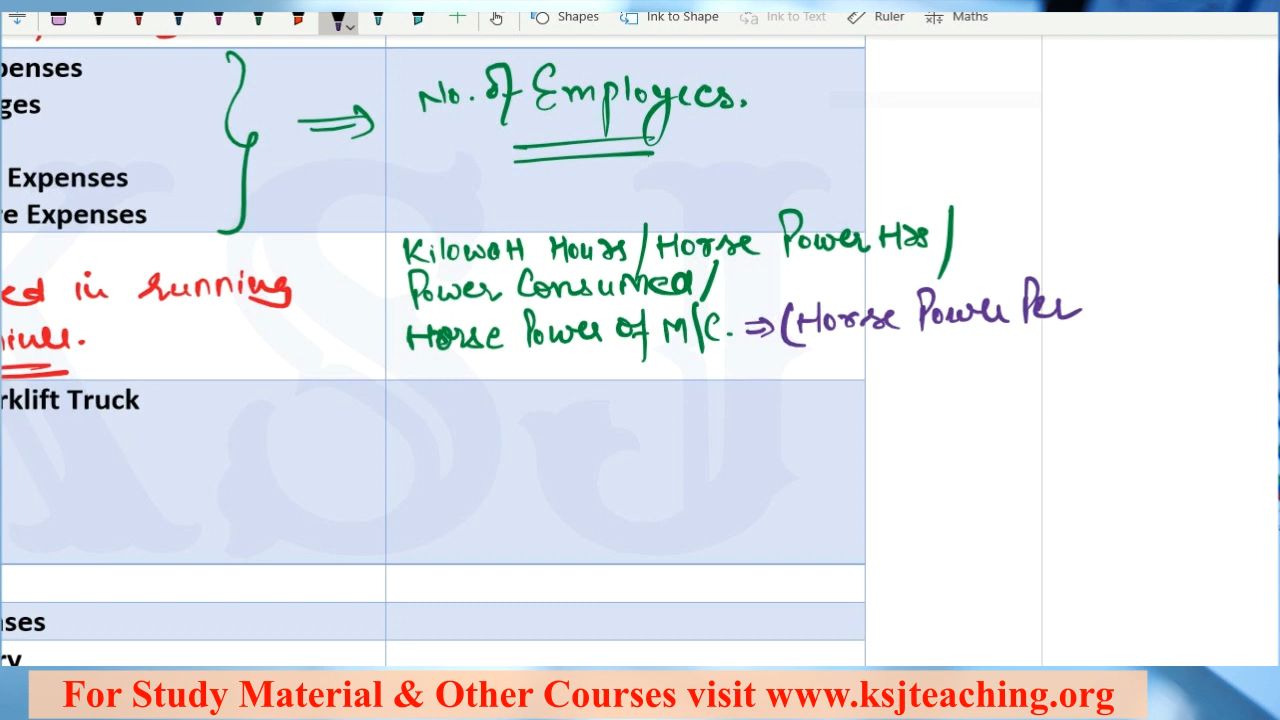 Shapes Ink to Shape Ink to Text Ruler Maths
penses
ges
No. of Employees.
Expenses
re Expenses
Kilowatt Hours/Horse Power Hrs/
Power Consumed/
ed in running
Horse Power of M/C. ⇒ (Horse Power Per
rklift Truck
KSJ
nses
ry
For Study Material & Other Courses visit www.ksjteaching.org